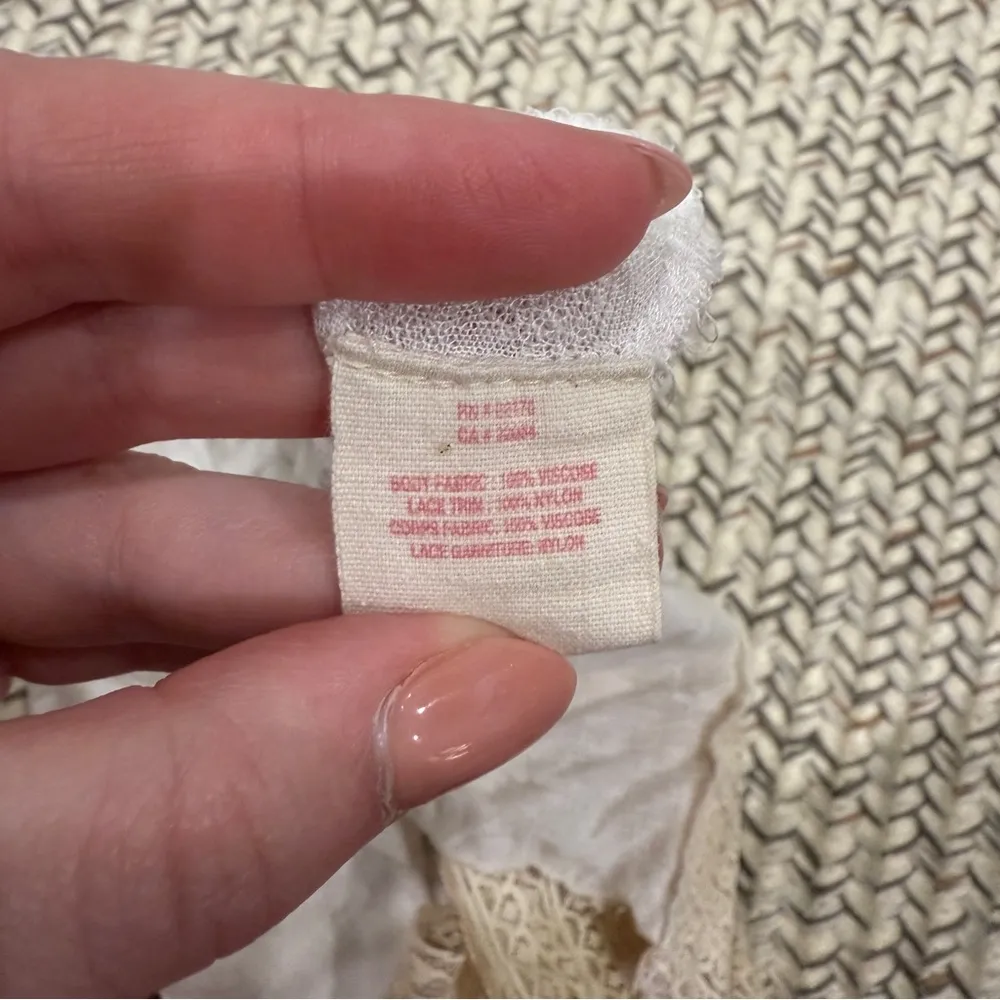 RN #
CA #
BODY FABRIC: 100% VISCOSE
LACE TRIM: 100% NYLON
CORPS FABRIC: 100% VISCOSE
LACE GARNITURE: NYLON